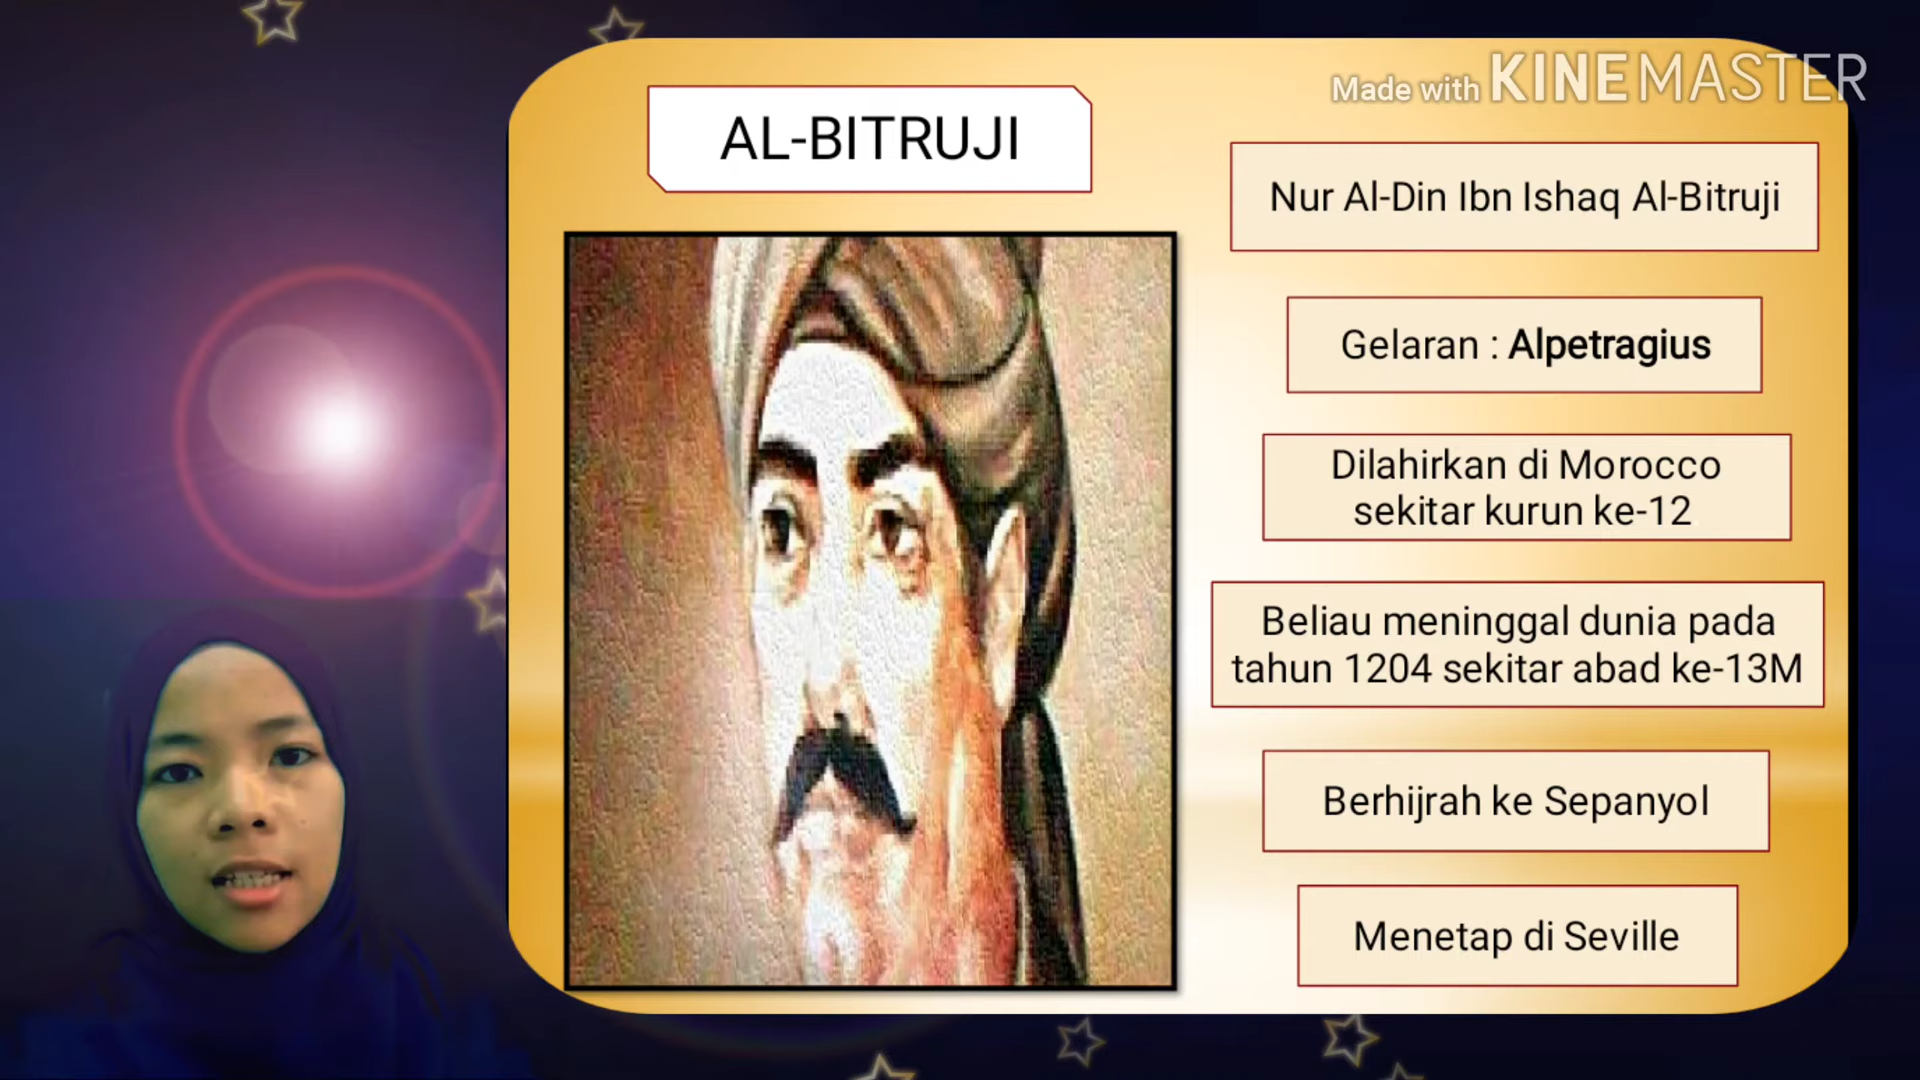 Made with KINEMASTER
AL-BITRUJI
Nur Al-Din Ibn Ishaq Al-Bitruji
Gelaran : Alpetragius
Dilahirkan di Morocco
sekitar kurun ke-12
Beliau meninggal dunia pada
tahun 1204 sekitar abad ke-13M
Berhijrah ke Sepanyol
Menetap di Seville